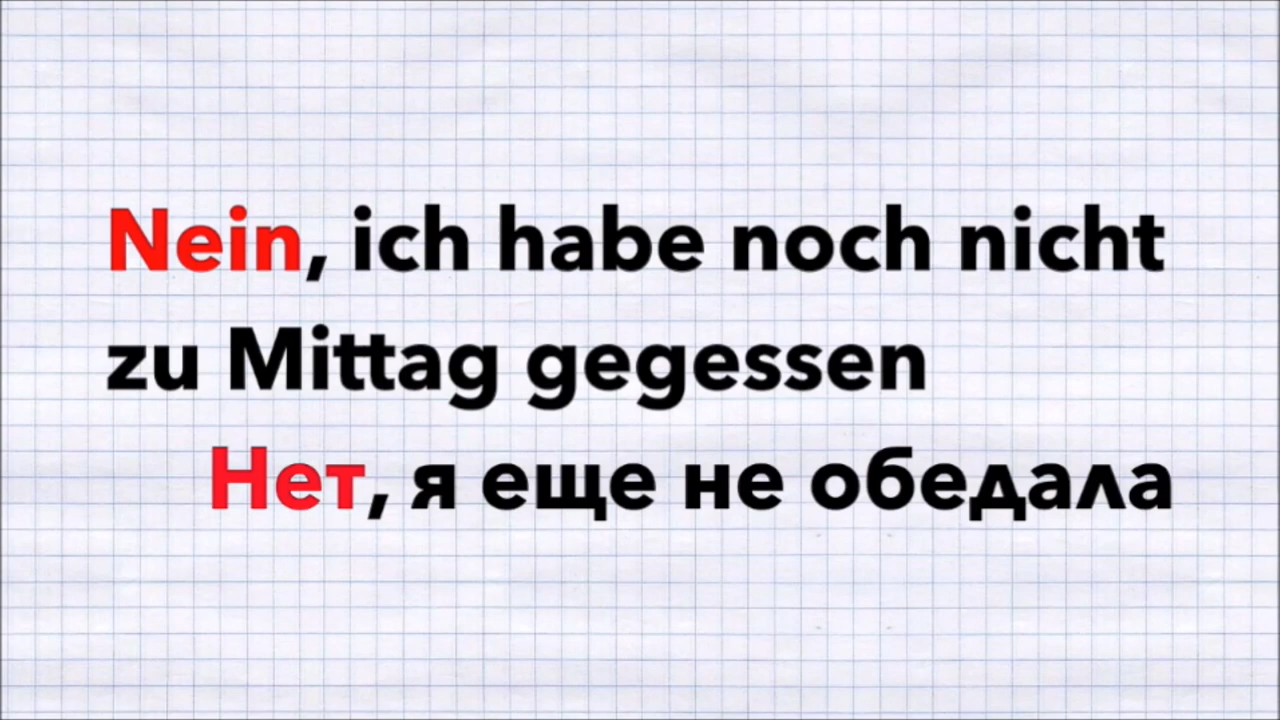 Nein, ich habe noch nicht
zu Mittag gegessen
Нет, я еще не обедала